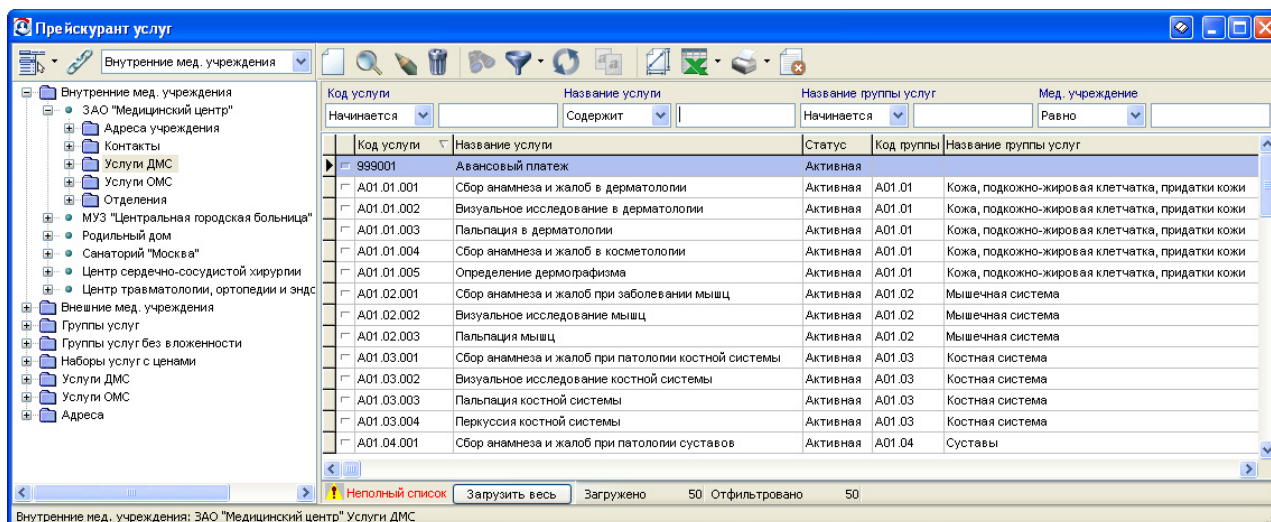 Прейскурант услуг
Внутренние мед. учреждения
Внутренние мед. учреждения
ЗАО "Медицинский центр"
Адреса учреждения
Контакты
Услуги ДМС
Услуги ОМС
Отделения
МУЗ "Центральная городская больница"
Родильный дом
Санаторий "Москва"
Центр сердечно-сосудистой хирургии
Центр травматологии, ортопедии и эндо
Внешние мед. учреждения
Группы услуг
Группы услуг без вложенности
Наборы услуг с ценами
Услуги ДМС
Услуги ОМС
Адреса
Код услуги Название услуги Название группы услуг Мед. учреждение
Начинается Содержит Начинается Равно
Код услуги Название услуги Статус Код группы Название группы услуг
999001 Авансовый платеж Активная
A01.01.001 Сбор анамнеза и жалоб в дерматологии Активная A01.01 Кожа, подкожно-жировая клетчатка, придатки кожи
A01.01.002 Визуальное исследование в дерматологии Активная A01.01 Кожа, подкожно-жировая клетчатка, придатки кожи
A01.01.003 Пальпация в дерматологии Активная A01.01 Кожа, подкожно-жировая клетчатка, придатки кожи
A01.01.004 Сбор анамнеза и жалоб в косметологии Активная A01.01 Кожа, подкожно-жировая клетчатка, придатки кожи
A01.01.005 Определение дермографизма Активная A01.01 Кожа, подкожно-жировая клетчатка, придатки кожи
A01.02.001 Сбор анамнеза и жалоб при заболевании мышц Активная A01.02 Мышечная система
A01.02.002 Визуальное исследование мышц Активная A01.02 Мышечная система
A01.02.003 Пальпация мышц Активная A01.02 Мышечная система
A01.03.001 Сбор анамнеза и жалоб при патологии костной системы Активная A01.03 Костная система
A01.03.002 Визуальное исследование костной системы Активная A01.03 Костная система
A01.03.003 Пальпация костной системы Активная A01.03 Костная система
A01.03.004 Перкуссия костной системы Активная A01.03 Костная система
A01.04.001 Сбор анамнеза и жалоб при патологии суставов Активная A01.04 Суставы
Неполный список Загрузить весь Загружено 50 Отфильтровано 50
Внутренние мед. учреждения: ЗАО "Медицинский центр" Услуги ДМС